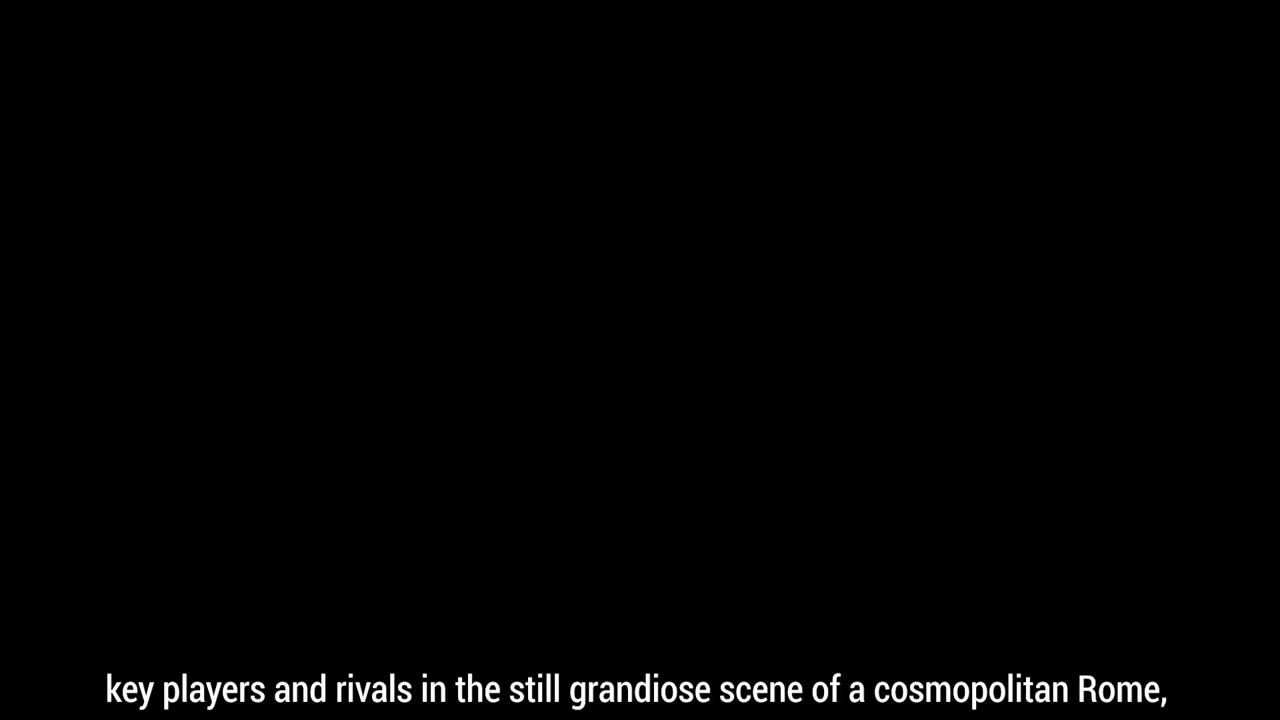 key players and rivals in the still grandiose scene of a cosmopolitan Rome,